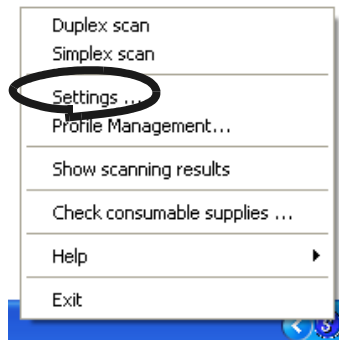 Duplex scan
Simplex scan
Settings ...
Profile Management...
Show scanning results
Check consumable supplies ...
Help
Exit
S